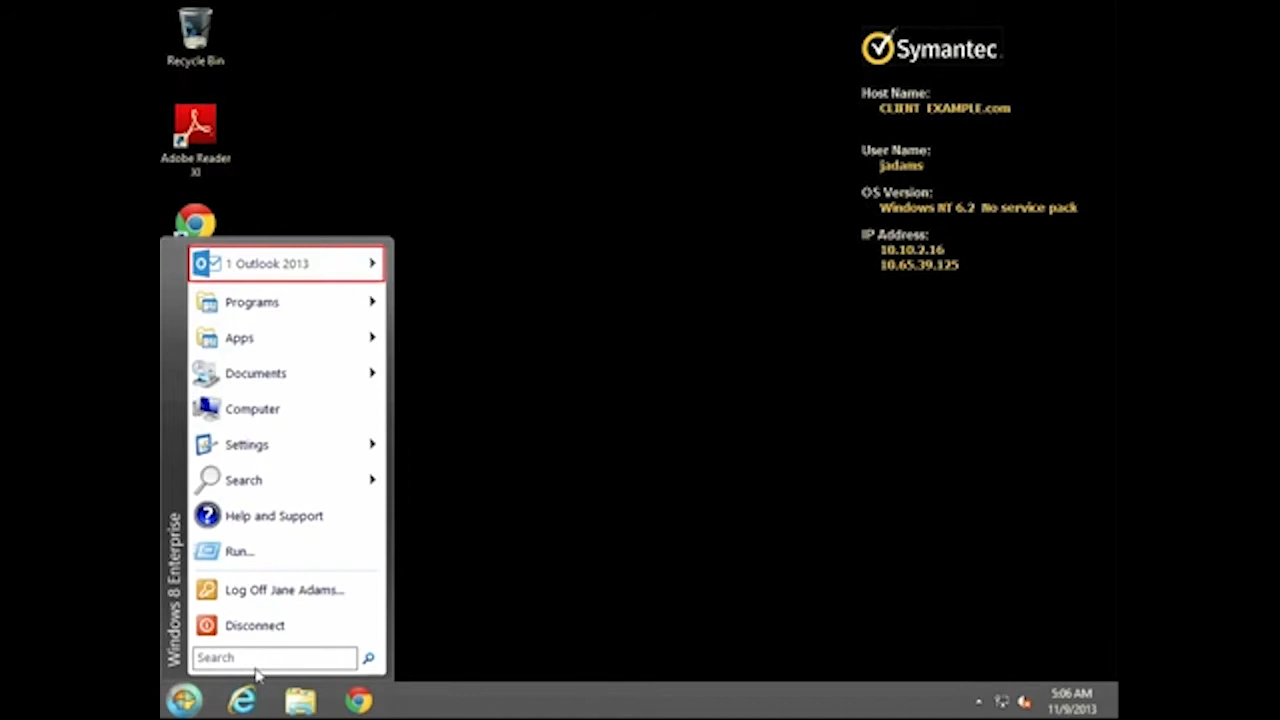 Recycle Bin
Adobe Reader
XI
Symantec
Host Name:
CLIENT EXAMPLE.com
User Name:
jadams
OS Version:
Windows NT 6.2 No service pack
IP Address:
10.10.2.16
10.65.39.125
1 Outlook 2013
Programs
Apps
Documents
Computer
Settings
Search
Help and Support
Run...
Log Off Jane Adams...
Disconnect
Search
Windows 8 Enterprise
5:06 AM
11/9/2013